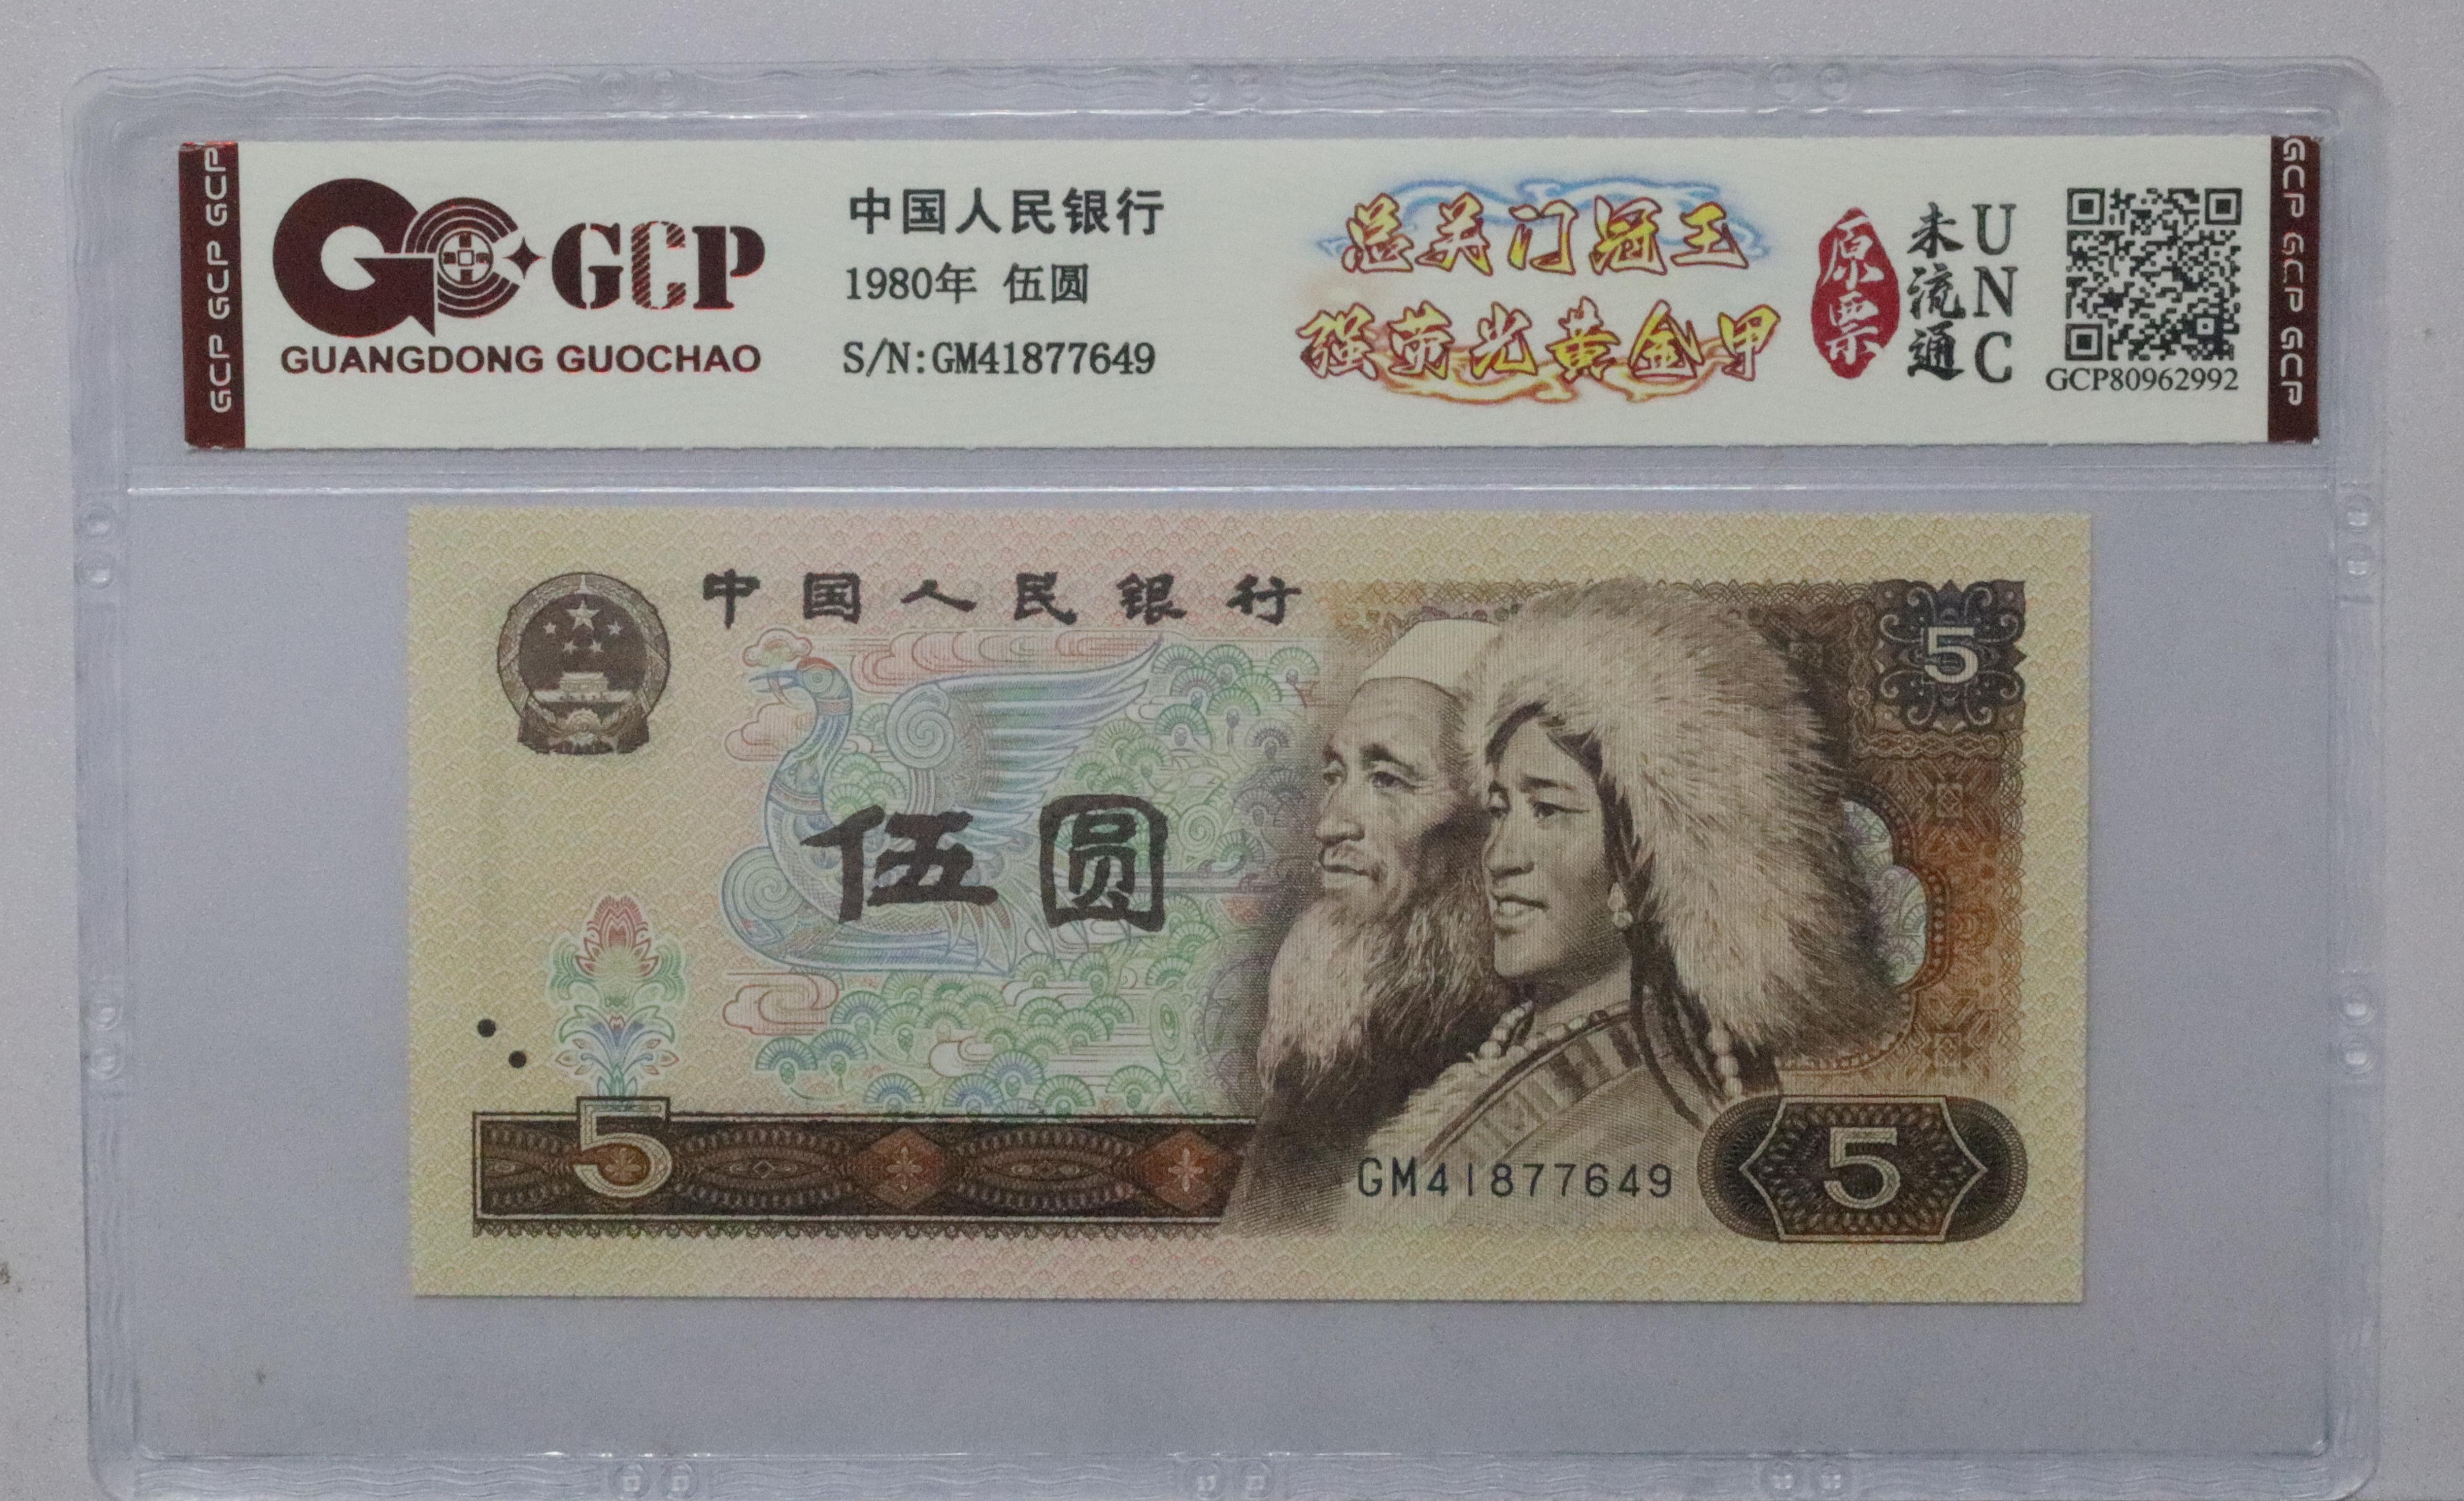 GCP GCP GCP
GCP
GUANGDONG GUOCHAO
中国人民银行
1980年 伍圆
S/N:GM41877649
总关门冠王
强荧光黄金甲
原票
未流通
UNC
GCP80962992
GCP GCP GCP
中国人民银行
5
伍圆
5
GM41877649
5